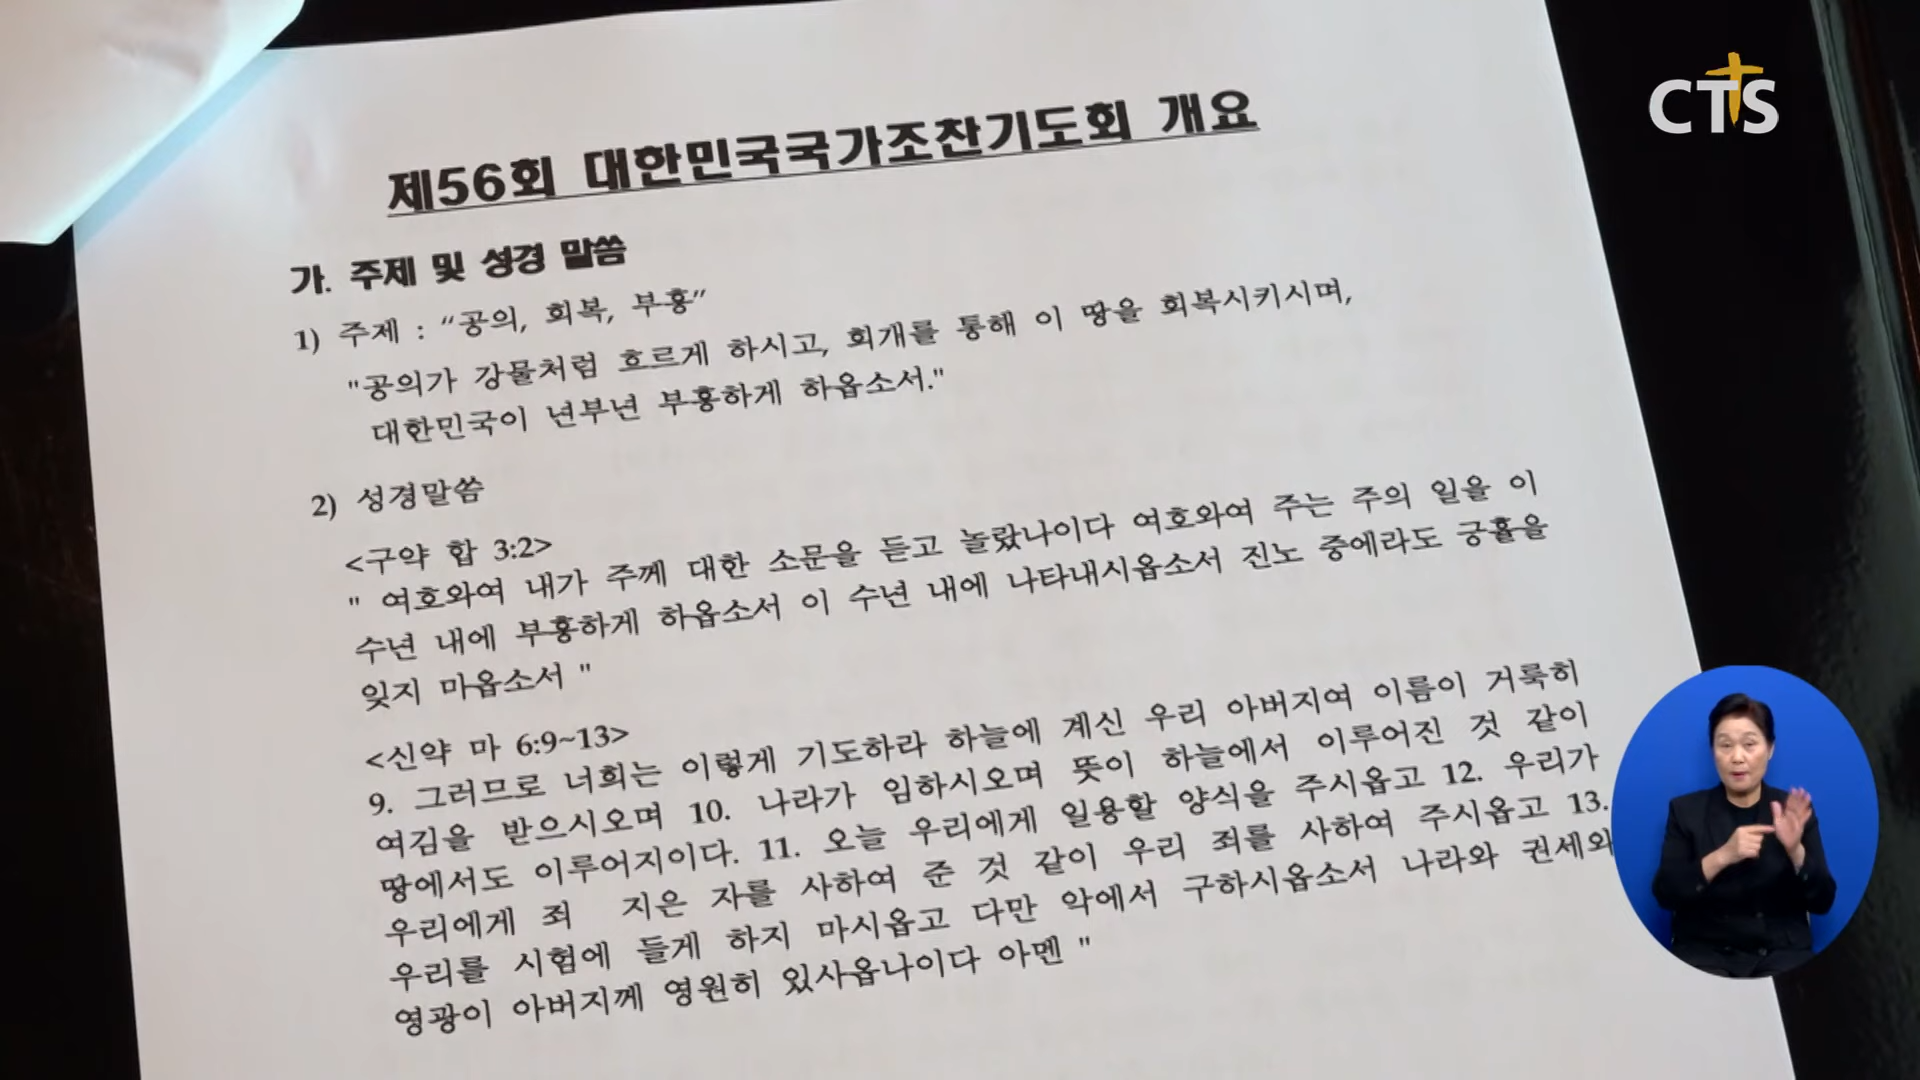 CTS
제56회 대한민국국가조찬기도회 개요
가. 주제 및 성경 말씀
1) 주제 : "공의, 회복, 부흥"
"공의가 강물처럼 흐르게 하시고, 회개를 통해 이 땅을 회복시키시며,
대한민국이 년부년 부흥하게 하옵소서."
2) 성경말씀
<구약 합 3:2>
" 여호와여 내가 주께 대한 소문을 듣고 놀랐나이다 여호와여 주는 주의 일을 이
수년 내에 부흥하게 하옵소서 이 수년 내에 나타내시옵소서 진노 중에라도 긍휼을
잊지 마옵소서 "
<신약 마 6:9~13>
9. 그러므로 너희는 이렇게 기도하라 하늘에 계신 우리 아버지여 이름이 거룩히
여김을 받으시오며 10. 나라가 임하시오며 뜻이 하늘에서 이루어진 것 같이
땅에서도 이루어지이다. 11. 오늘 우리에게 일용할 양식을 주시옵고 12. 우리가
우리에게 죄 지은 자를 사하여 준 것 같이 우리 죄를 사하여 주시옵고 13.
우리를 시험에 들게 하지 마시옵고 다만 악에서 구하시옵소서 나라와 권세와
영광이 아버지께 영원히 있사옵나이다 아멘 "